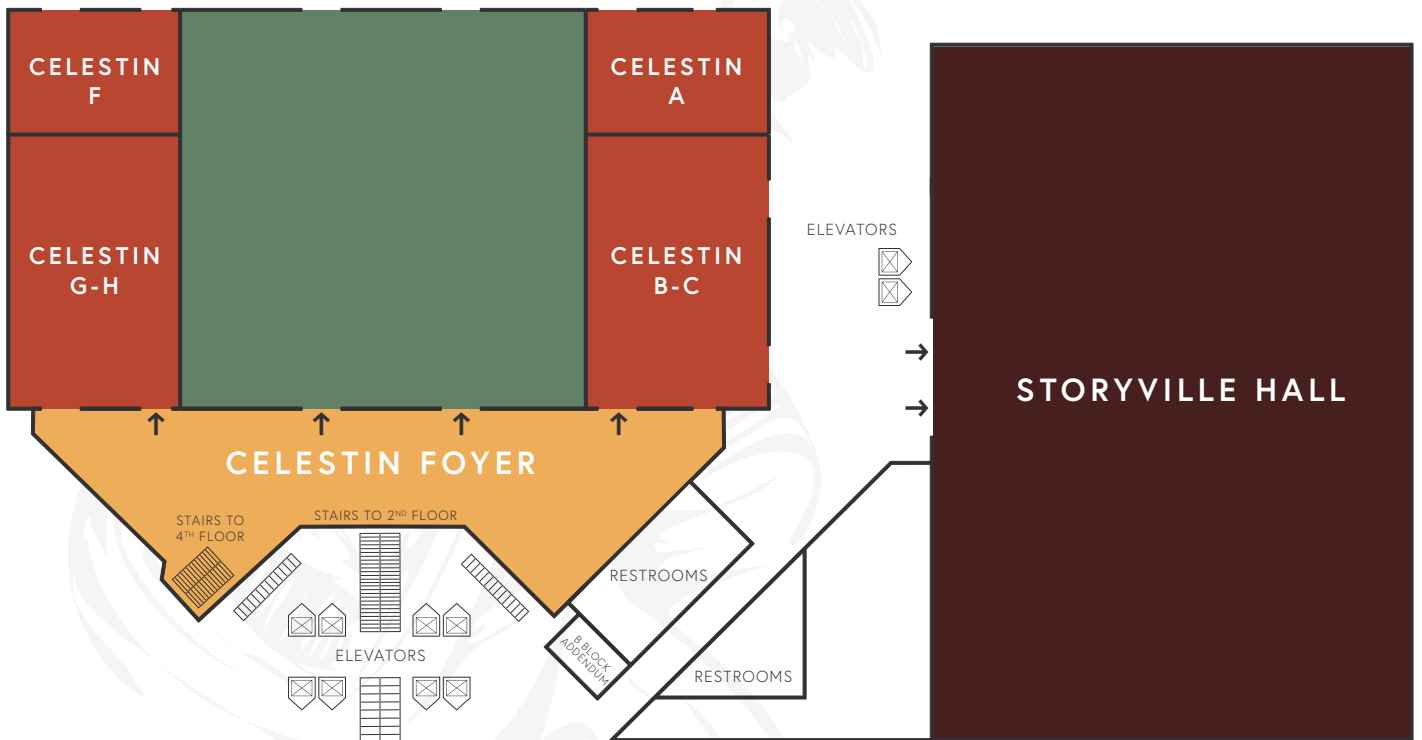 CELESTIN
F
CELESTIN
A
CELESTIN
G-H
CELESTIN
B-C
ELEVATORS
STORYVILLE HALL
CELESTIN FOYER
STAIRS TO
4TH FLOOR
STAIRS TO 2ND FLOOR
RESTROOMS
B BLOCK
ADDENDUM
ELEVATORS
RESTROOMS